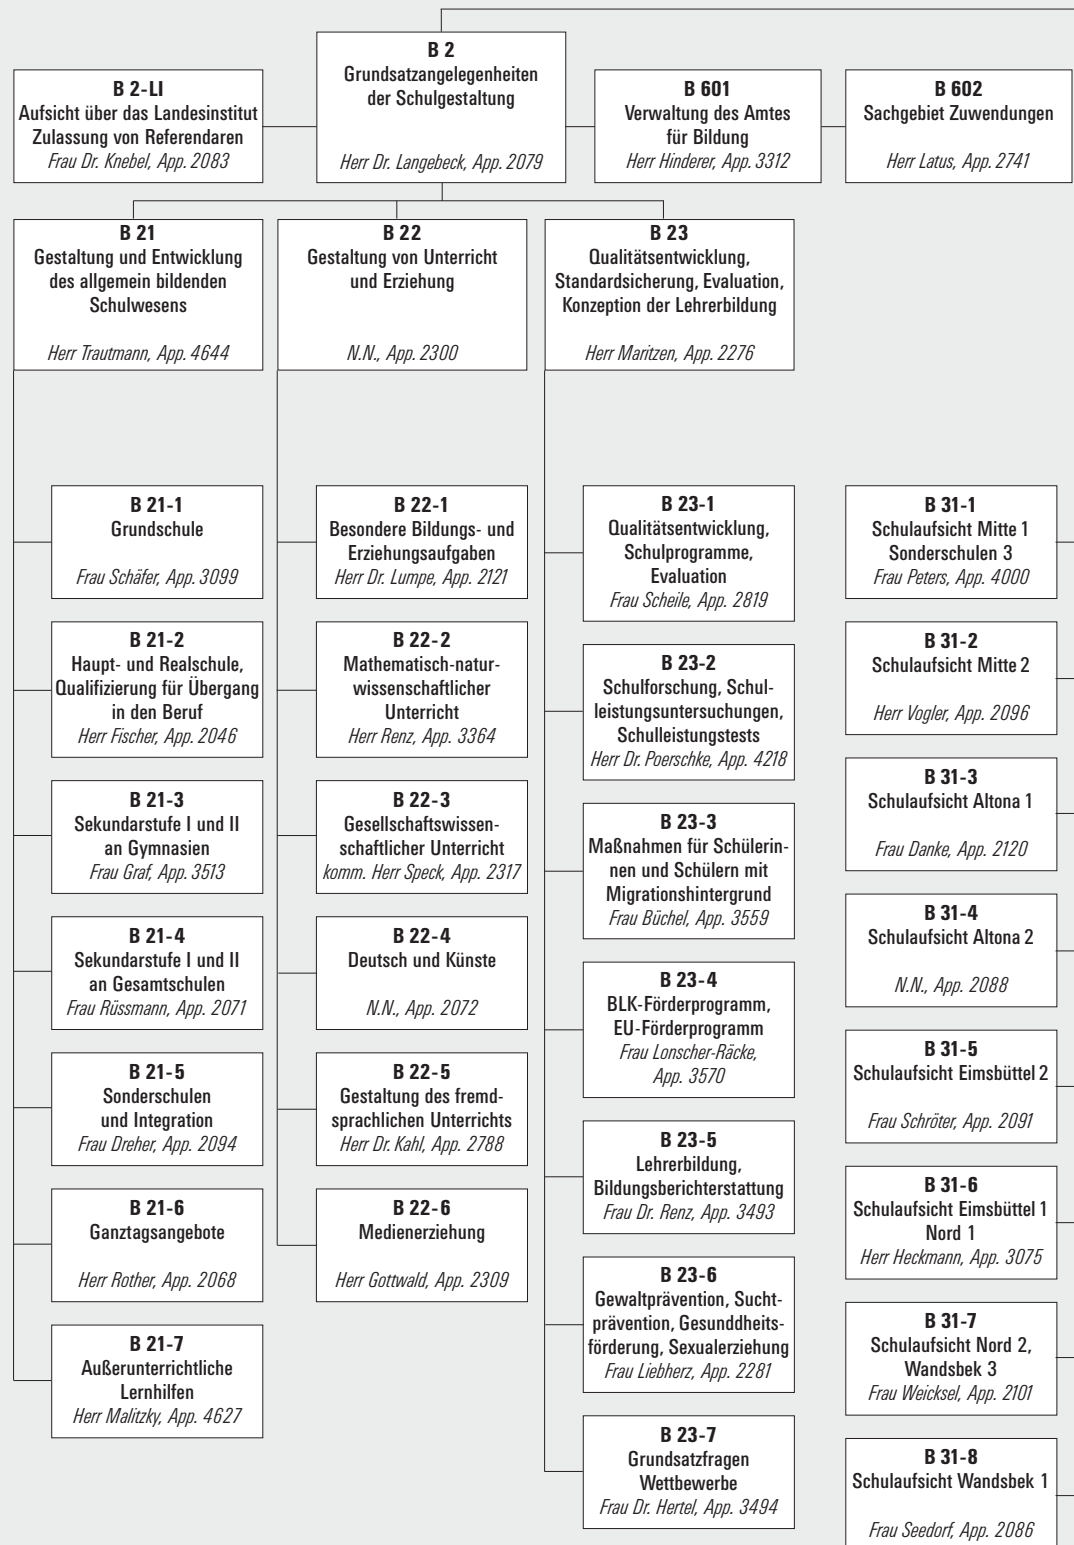 B 2
Grundsatzangelegenheiten
der Schulgestaltung
Herr Dr. Langebeck, App. 2079
B 2-LI
Aufsicht über das Landesinstitut
Zulassung von Referendaren
Frau Dr. Knebel, App. 2083
B 601
Verwaltung des Amtes
für Bildung
Herr Hinderer, App. 3312
B 602
Sachgebiet Zuwendungen
Herr Latus, App. 2741
B 21
Gestaltung und Entwicklung
des allgemein bildenden
Schulwesens
Herr Trautmann, App. 4644
B 22
Gestaltung von Unterricht
und Erziehung
N.N., App. 2300
B 23
Qualitätsentwicklung,
Standardsicherung, Evaluation,
Konzeption der Lehrerbildung
Herr Maritzen, App. 2276
B 21-1
Grundschule
Frau Schäfer, App. 3099
B 21-2
Haupt- und Realschule,
Qualifizierung für Übergang
in den Beruf
Herr Fischer, App. 2046
B 21-3
Sekundarstufe I und II
an Gymnasien
Frau Graf, App. 3513
B 21-4
Sekundarstufe I und II
an Gesamtschulen
Frau Rüssmann, App. 2071
B 21-5
Sonderschulen
und Integration
Frau Dreher, App. 2094
B 21-6
Ganztagsangebote
Herr Rother, App. 2068
B 21-7
Außerunterrichtliche
Lernhilfen
Herr Malitzky, App. 4627
B 22-1
Besondere Bildungs- und
Erziehungsaufgaben
Herr Dr. Lumpe, App. 2121
B 22-2
Mathematisch-natur-
wissenschaftlicher
Unterricht
Herr Renz, App. 3364
B 22-3
Gesellschaftswissen-
schaftlicher Unterricht
komm. Herr Speck, App. 2317
B 22-4
Deutsch und Künste
N.N., App. 2072
B 22-5
Gestaltung des fremd-
sprachlichen Unterrichts
Herr Dr. Kahl, App. 2788
B 22-6
Medienerziehung
Herr Gottwald, App. 2309
B 23-1
Qualitätsentwicklung,
Schulprogramme,
Evaluation
Frau Scheile, App. 2819
B 23-2
Schulforschung, Schul-
leistungsuntersuchungen,
Schulleistungstests
Herr Dr. Poerschke, App. 4218
B 23-3
Maßnahmen für Schülerin-
nen und Schülern mit
Migrationshintergrund
Frau Büchel, App. 3559
B 23-4
BLK-Förderprogramm,
EU-Förderprogramm
Frau Lonscher-Räcke,
App. 3570
B 23-5
Lehrerbildung,
Bildungsberichterstattung
Frau Dr. Renz, App. 3493
B 23-6
Gewaltprävention, Sucht-
prävention, Gesunddheits-
förderung, Sexualerziehung
Frau Liebherz, App. 2281
B 23-7
Grundsatzfragen
Wettbewerbe
Frau Dr. Hertel, App. 3494
B 31-1
Schulaufsicht Mitte 1
Sonderschulen 3
Frau Peters, App. 4000
B 31-2
Schulaufsicht Mitte 2
Herr Vogler, App. 2096
B 31-3
Schulaufsicht Altona 1
Frau Danke, App. 2120
B 31-4
Schulaufsicht Altona 2
N.N., App. 2088
B 31-5
Schulaufsicht Eimsbüttel 2
Frau Schröter, App. 2091
B 31-6
Schulaufsicht Eimsbüttel 1
Nord 1
Herr Heckmann, App. 3075
B 31-7
Schulaufsicht Nord 2,
Wandsbek 3
Frau Weicksel, App. 2101
B 31-8
Schulaufsicht Wandsbek 1
Frau Seedorf, App. 2086